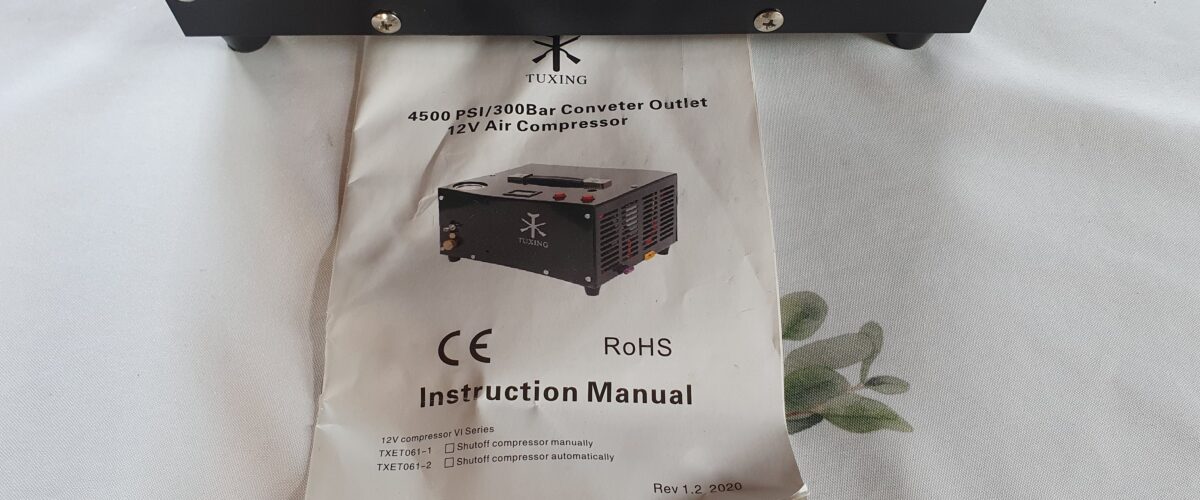 TUXING
4500 PSI/300Bar Conveter Outlet
12V Air Compressor
TUXING
CE
RoHS
Instruction Manual
12V compressor VI Series
TXET061-1 □ Shutoff compressor manually
TXET061-2 □ Shutoff compressor automatically
Rev 1.2 2020